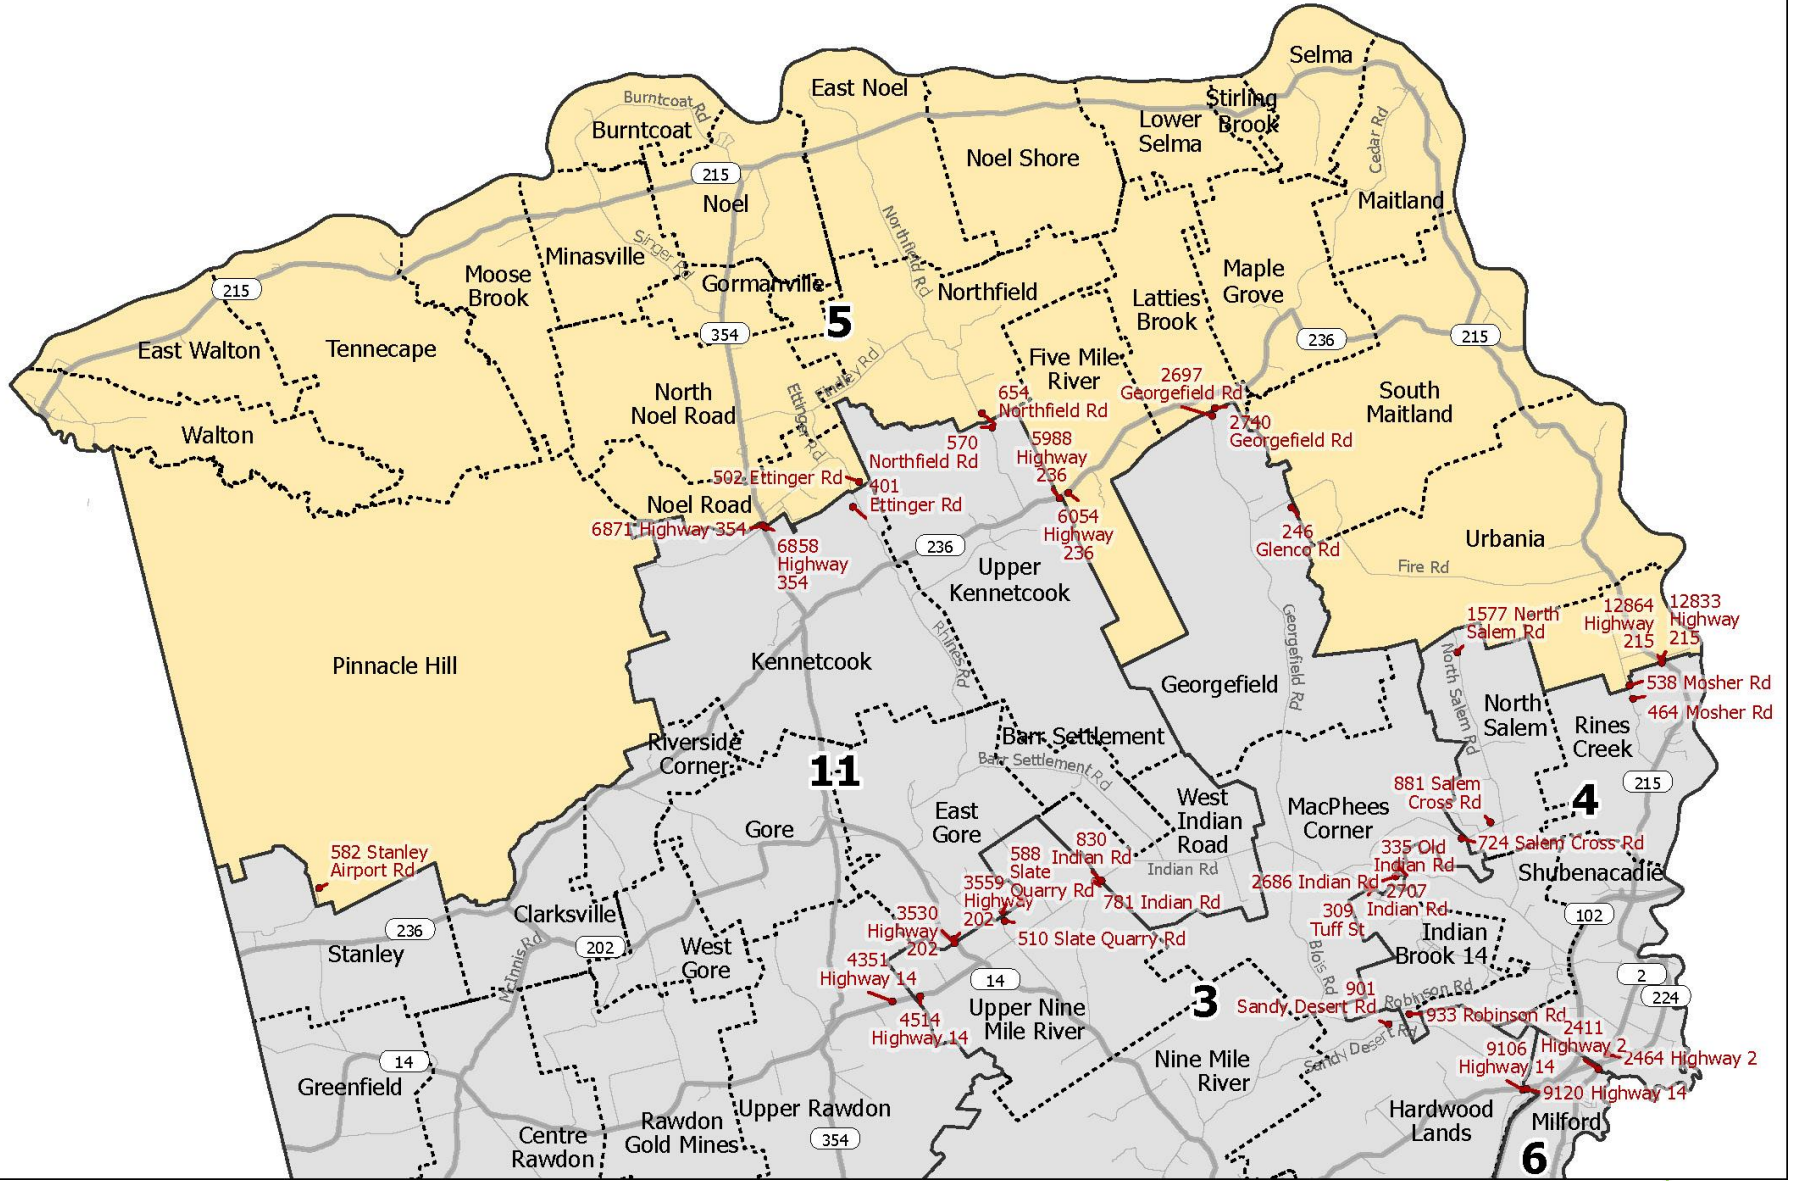 Selma
East Noel
Stirling
Brook
Burntcoat Rd
Burntcoat
Lower
Selma
Cedar Rd
Noel Shore
215
Noel
Maitland
Northfield Rd
Singer Rd
Minasville
Moose
Brook
Gormanville
Northfield
Maple
Grove
Latties
Brook
215
5
354
236
215
East Walton
Tennecape
Findley Rd
Five Mile
River
2697
Georgefield Rd
North
Noel Road
Ettinger Rd
654
Northfield Rd
South
Maitland
Walton
570
Northfield Rd
5988
Highway
236
2740
Georgefield Rd
502 Ettinger Rd
401
Ettinger Rd
Noel Road
6871 Highway 354
6858
Highway
354
6054
Highway
236
246
Glenco Rd
Urbania
236
Fire Rd
Upper
Kennetcook
1577 North
Salem Rd
12864
Highway
215
12833
Highway
215
Rhines Rd
Georgefield Rd
North Salem Rd
Pinnacle Hill
Kennetcook
Georgefield
538 Mosher Rd
464 Mosher Rd
North
Salem
Rines
Creek
Riverside
Corner
Barr Settlement
Barr Settlement Rd
11
215
881 Salem
Cross Rd
4
West
Indian
Road
MacPhees
Corner
East
Gore
Gore
830
Indian Rd
335 Old
Indian Rd
724 Salem Cross Rd
582 Stanley
Airport Rd
588
Slate
Quarry Rd
Indian Rd
Shubenacadie
2686 Indian Rd
2707
Indian Rd
3559
Highway
202
781 Indian Rd
309
Tuff St
102
3530
Highway
202
Clarksville
236
510 Slate Quarry Rd
Indian
Brook 14
Stanley
202
West
Gore
McInnis Rd
4351
Highway 14
Blois Rd
14
2
224
901
Sandy Desert Rd
Robinson Rd
3
Upper Nine
Mile River
933 Robinson Rd
4514
Highway 14
Sandy Desert Rd
2411
Highway 2
9106
Highway 14
2464 Highway 2
14
Nine Mile
River
Greenfield
9120 Highway 14
Upper Rawdon
Hardwood
Lands
Milford
Rawdon
Gold Mines
Centre
Rawdon
354
6